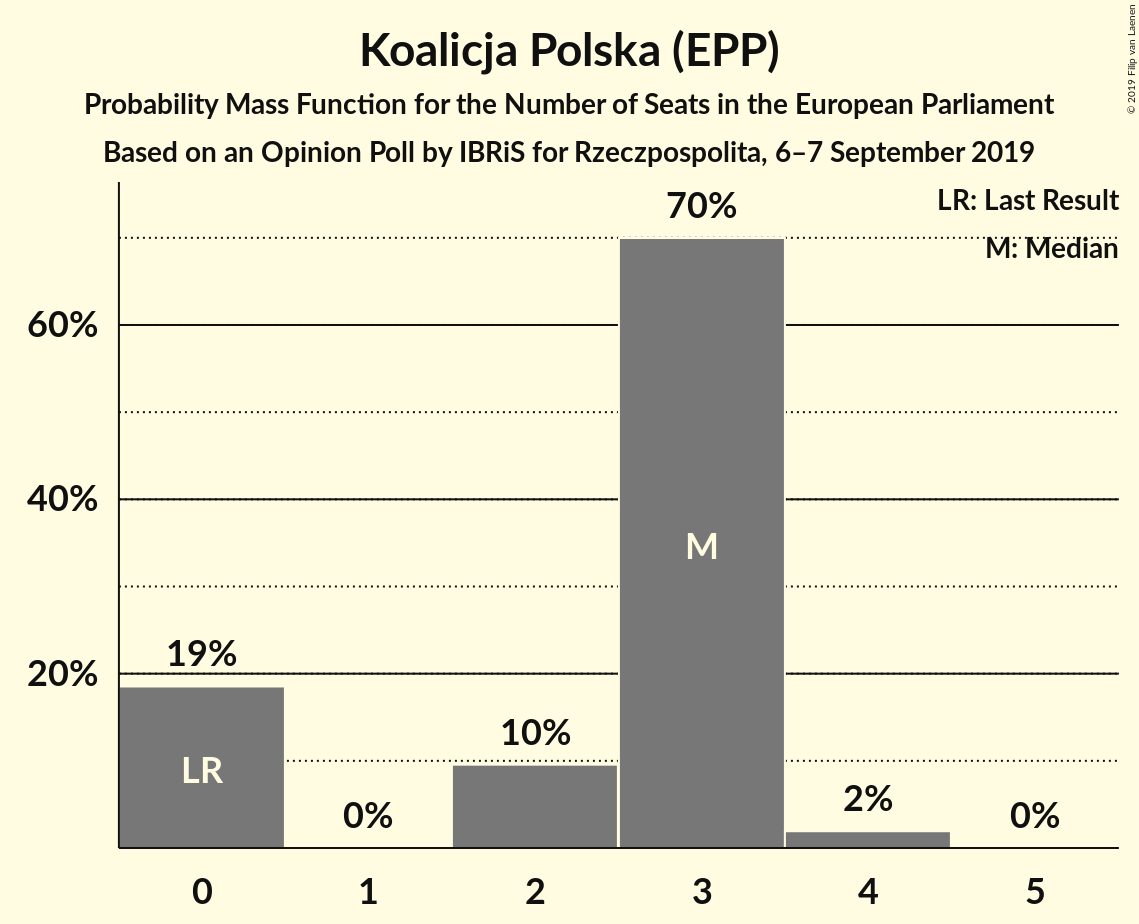 Koalicja Polska (EPP)
Probability Mass Function for the Number of Seats in the European Parliament
Based on an Opinion Poll by IBRiS for Rzeczpospolita, 6–7 September 2019
© 2019 Filip van Laenen
LR: Last Result
M: Median
70%
60%
40%
20%
19%
10%
0%
2%
0%
LR
M
0 1 2 3 4 5